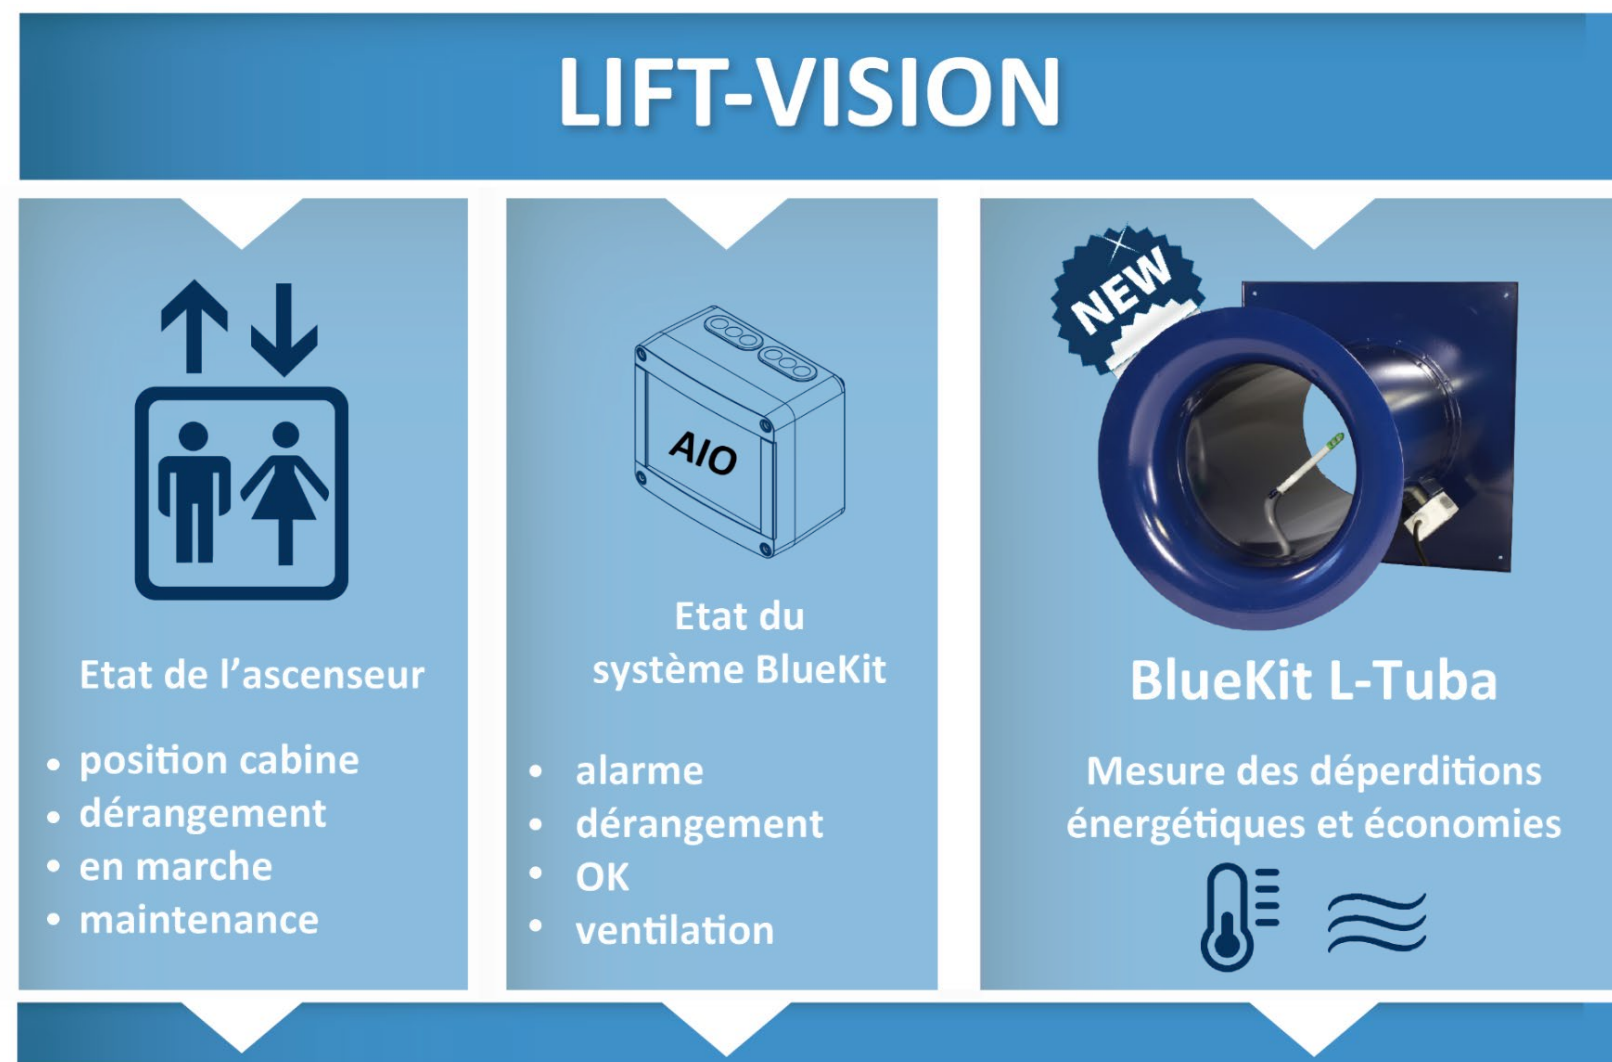 LIFT-VISION
Etat de l’ascenseur
• position cabine
• dérangement
• en marche
• maintenance
AIO
Etat du
système BlueKit
• alarme
• dérangement
• OK
• ventilation
NEW
BlueKit L-Tuba
Mesure des déperditions
énergétiques et économies